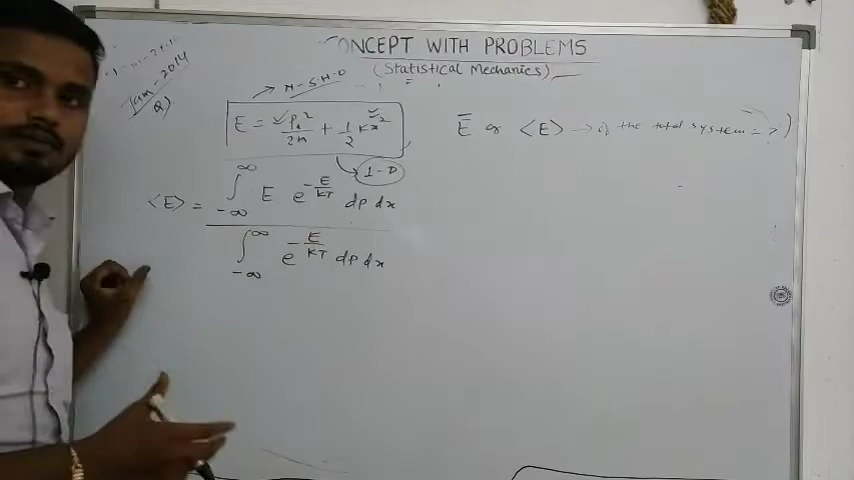 CONCEPT WITH PROBLEMS
(Statistical Mechanics)
Jam - 2014
Q)
→ N-S.H.O
E = Px²/2m + 1/2 Kx²
1-D
Ē or <E> → of the total system = ?)
<E> = ∫_{-∞}^{∞} E e^{-E/KT} dp dx
∫_{-∞}^{∞} e^{-E/KT} dp dx